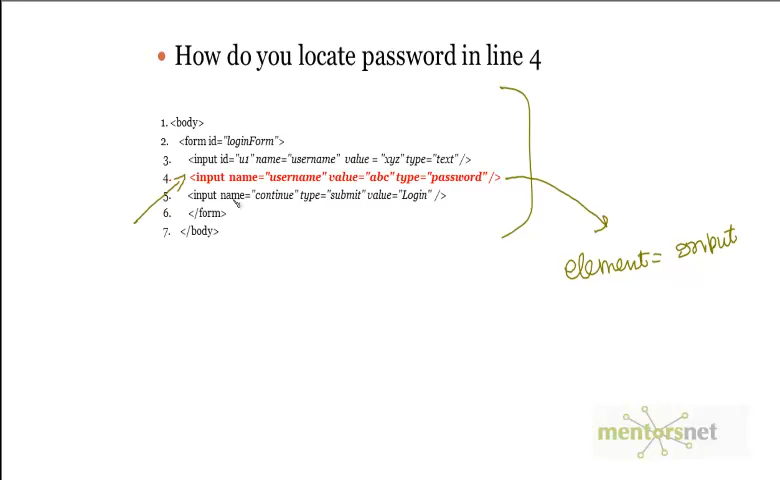 • How do you locate password in line 4
1. <body>
2. <form id="loginForm">
3. <input id="u1" name="username" value = "xyz" type="text" />
4. <input name="username" value="abc" type="password" />
5. <input name="continue" type="submit" value="Login" />
6. </form>
7. </body>
element= input
mentorsnet